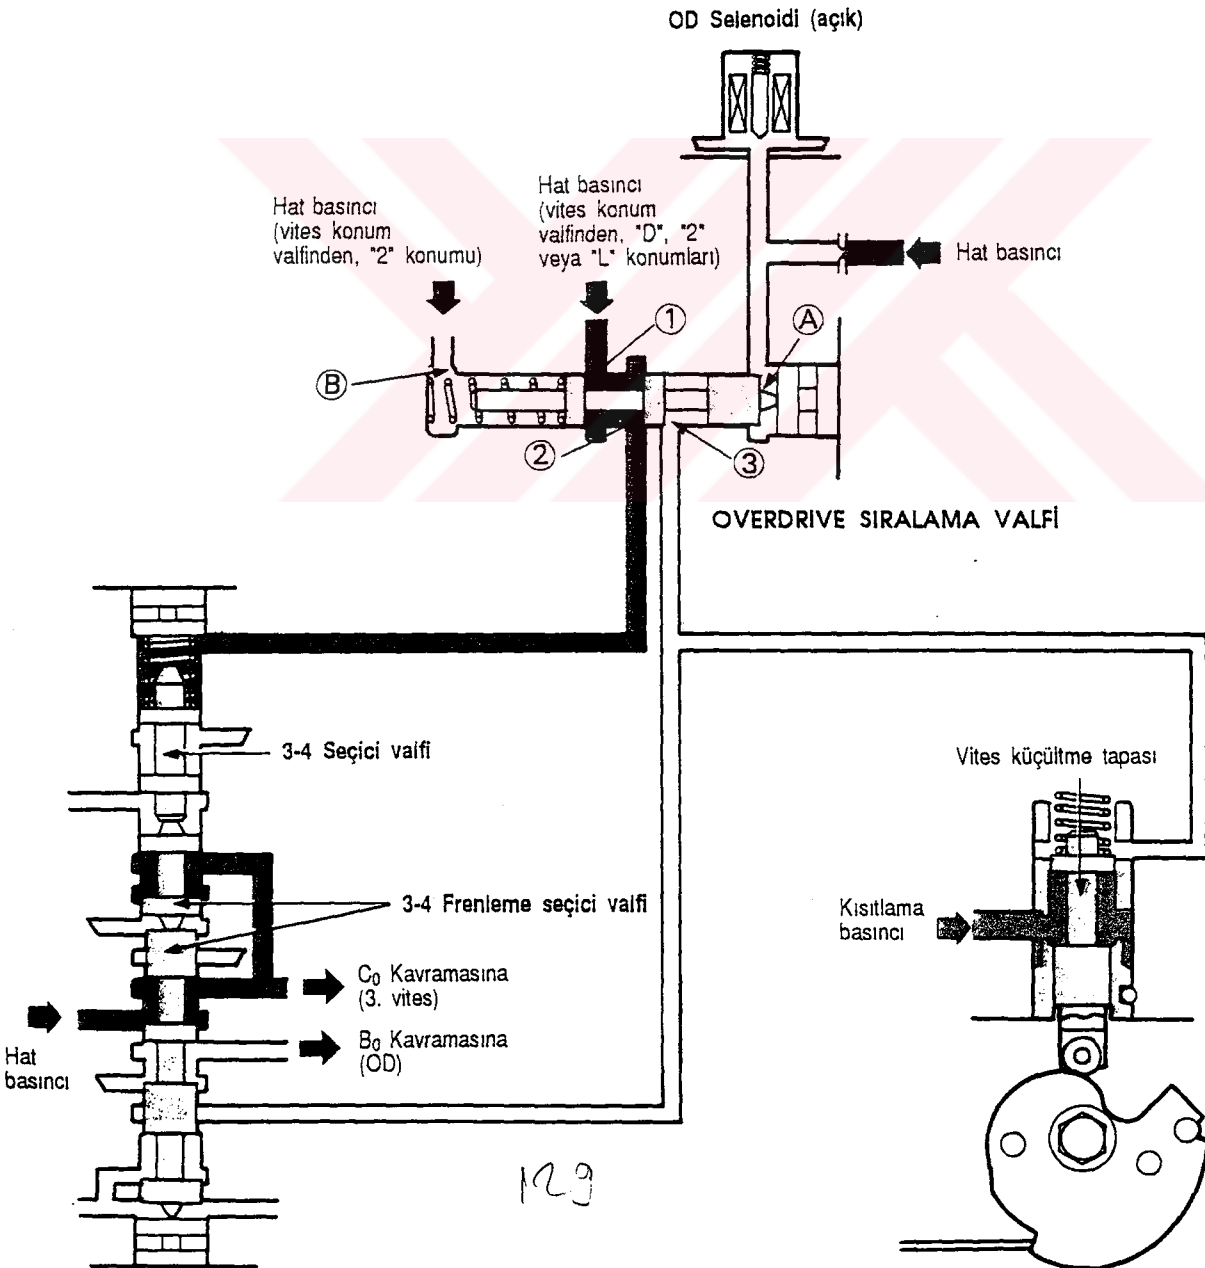 OD Selenoidi (açık)
Hat basıncı
(vites konum
valfinden, "2" konumu)
Hat basıncı
(vites konum
valfinden, "D", "2"
veya "L" konumları)
Hat basıncı
1
A
B
2
3
OVERDRIVE SIRALAMA VALFİ
3-4 Seçici valfi
Vites küçültme tapası
3-4 Frenleme seçici valfi
Kısıtlama
basıncı
C0 Kavramasına
(3. vites)
B0 Kavramasına
(OD)
Hat
basıncı
129